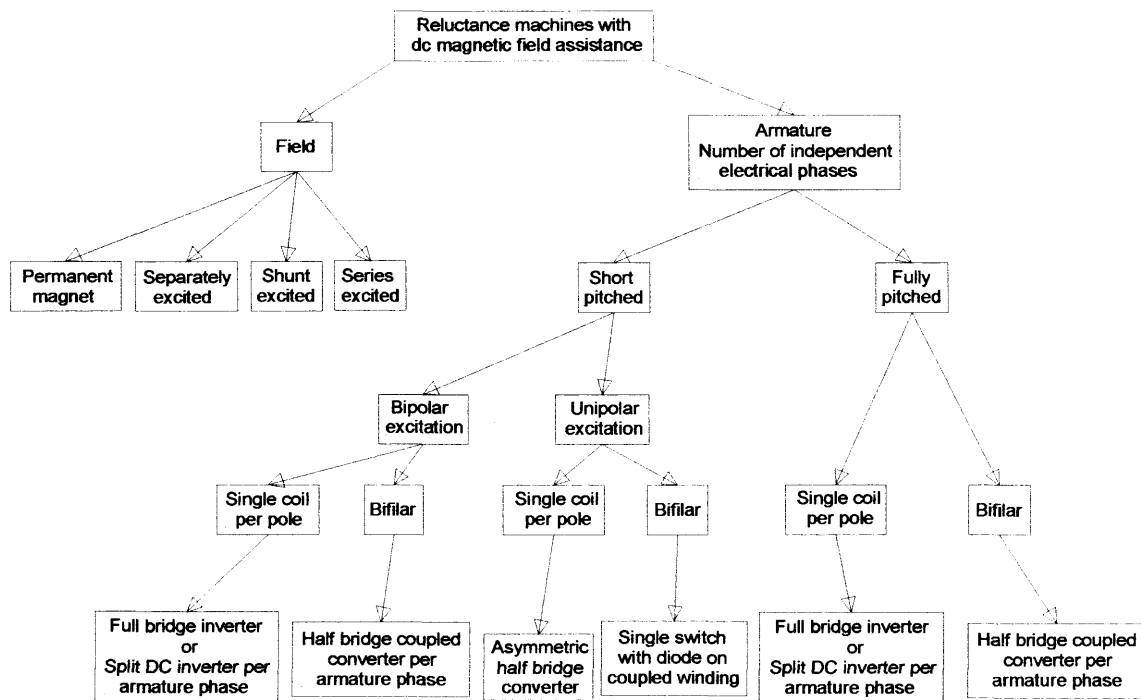 Reluctance machines with
dc magnetic field assistance
Field
Armature
Number of independent
electrical phases
Permanent
magnet
Separately
excited
Shunt
excited
Series
excited
Short
pitched
Fully
pitched
Bipolar
excitation
Unipolar
excitation
Single coil
per pole
Bifilar
Single coil
per pole
Bifilar
Single coil
per pole
Bifilar
Full bridge inverter
or
Split DC inverter per
armature phase
Half bridge coupled
converter per
armature phase
Asymmetric
half bridge
converter
Single switch
with diode on
coupled winding
Full bridge inverter
or
Split DC inverter per
armature phase
Half bridge coupled
converter per
armature phase